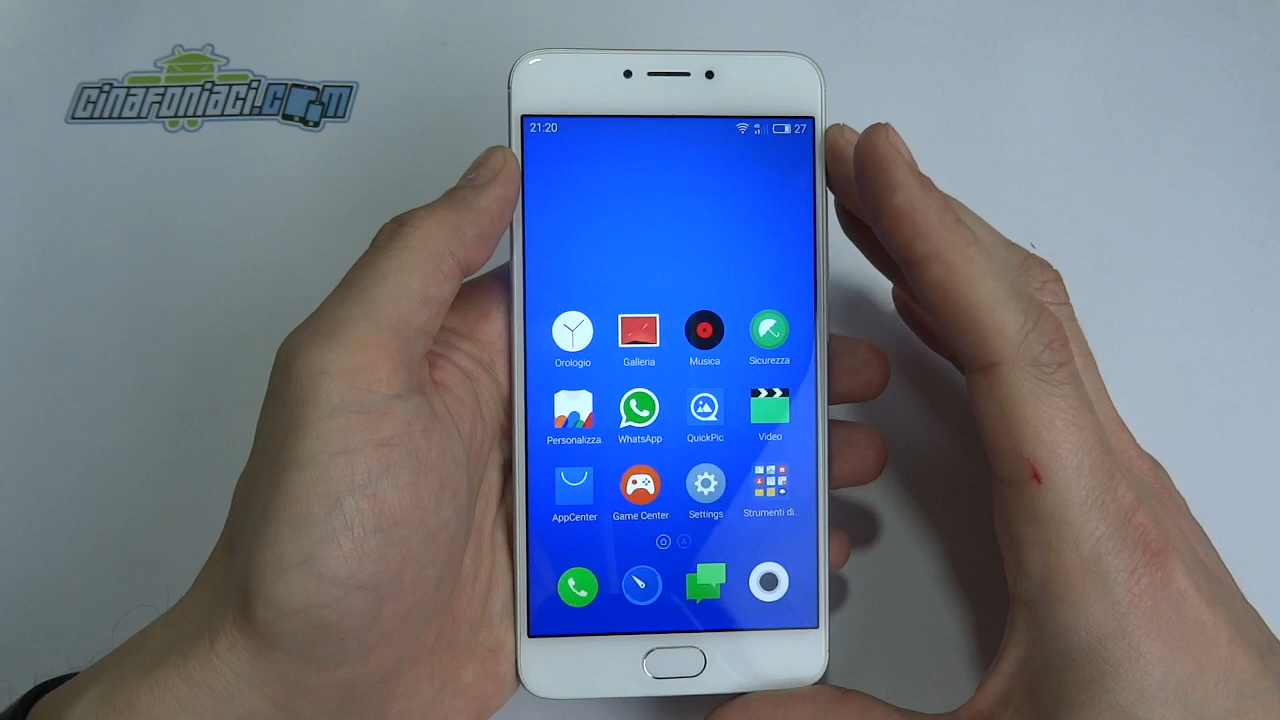 cinafoniaci.com
21:20
27
Orologio
Galleria
Musica
Sicurezza
Personalizza
WhatsApp
QuickPic
Video
AppCenter
Game Center
Settings
Strumenti di..